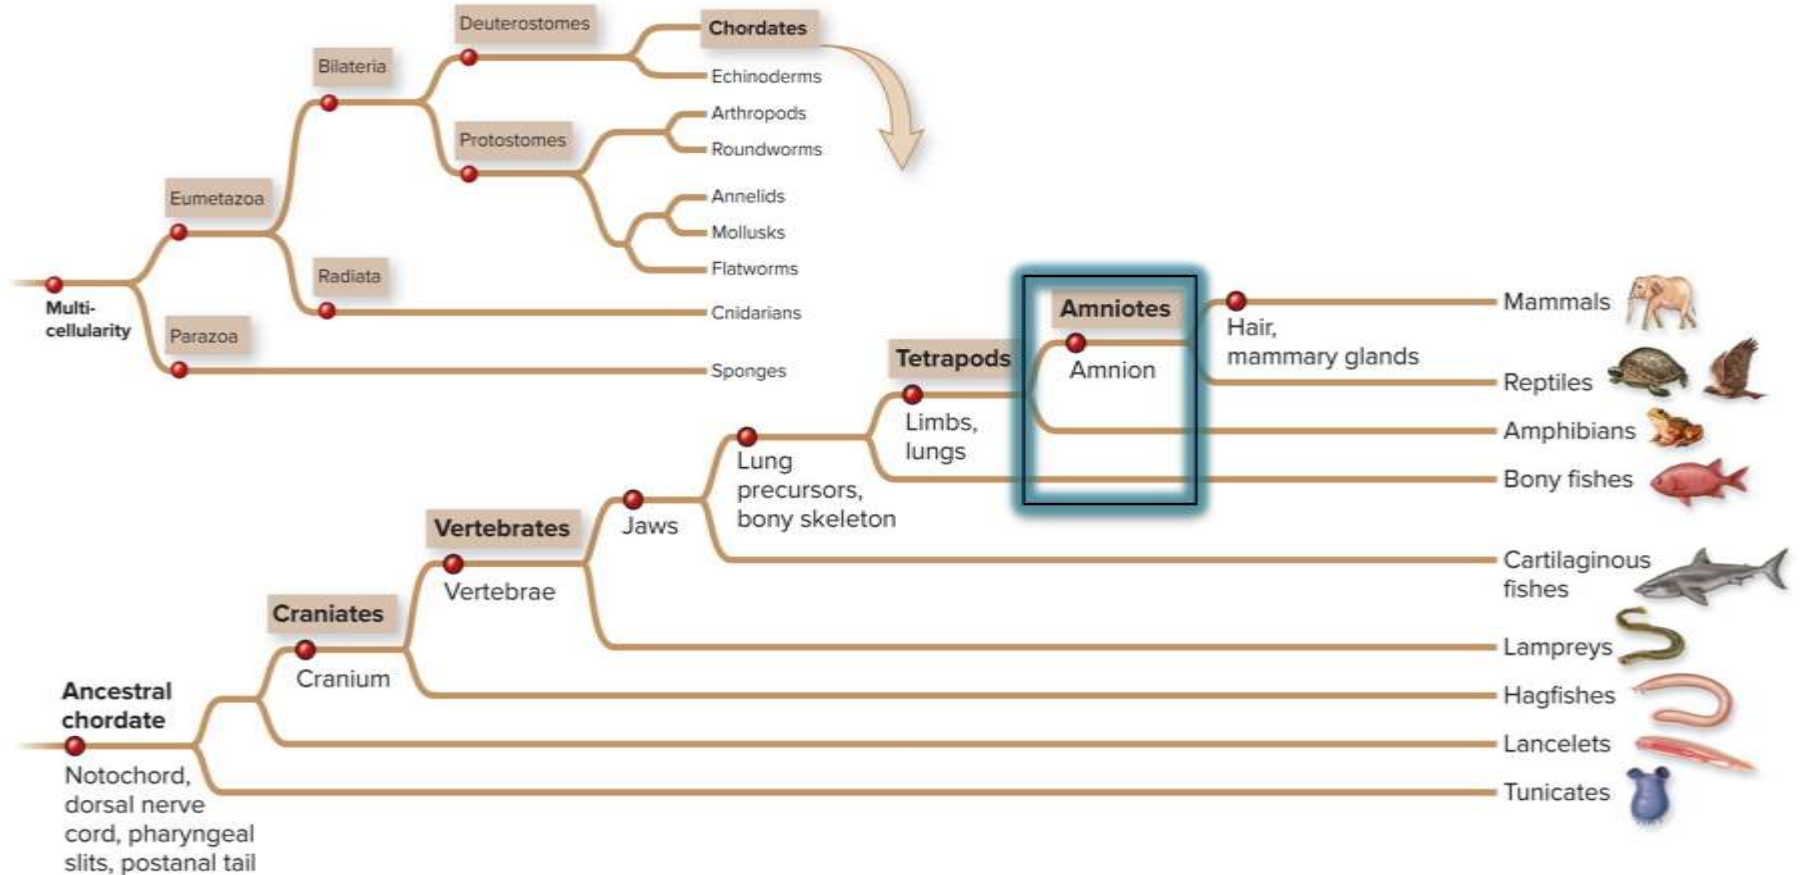 Deuterostomes
Chordates
Bilateria
Echinoderms
Arthropods
Protostomes
Roundworms
Eumetazoa
Annelids
Mollusks
Flatworms
Radiata
Multi-
cellularity
Cnidarians
Parazoa
Sponges
Amniotes
Amnion
Hair,
mammary glands
Mammals
Tetrapods
Limbs,
lungs
Reptiles
Amphibians
Lung
precursors,
bony skeleton
Bony fishes
Vertebrates
Vertebrae
Jaws
Cartilaginous
fishes
Craniates
Cranium
Lampreys
Ancestral
chordate
Hagfishes
Lancelets
Notochord,
dorsal nerve
cord, pharyngeal
slits, postanal tail
Tunicates